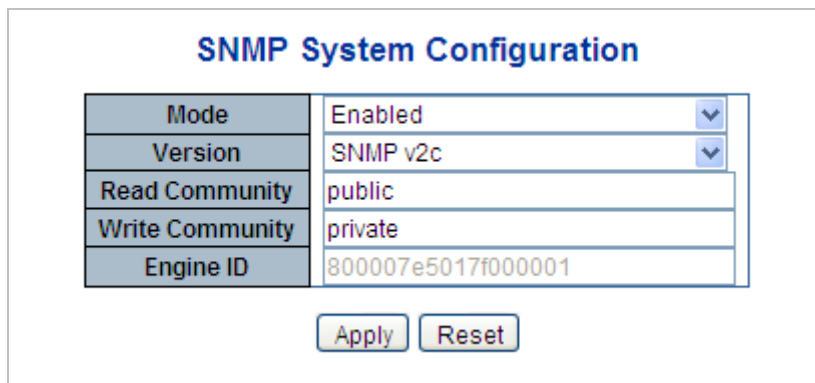 SNMP System Configuration
Mode Enabled
Version SNMP v2c
Read Community public
Write Community private
Engine ID 800007e5017f000001
Apply Reset